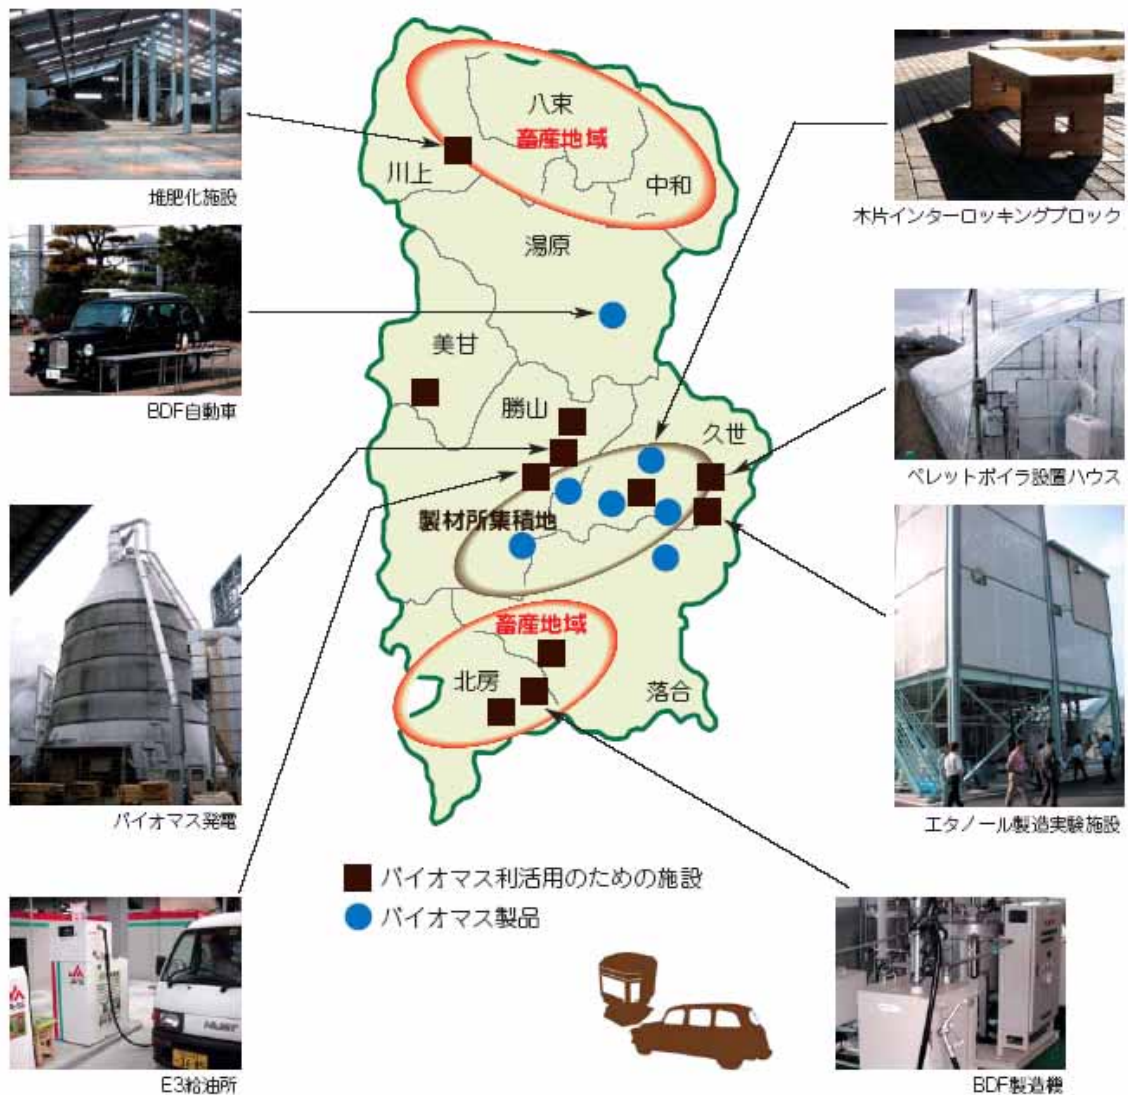 八束
畜産地域
川上
中和
堆肥化施設
木片インターロッキングブロック
湯原
美甘
BDF自動車
勝山
久世
ペレットボイラ設置ハウス
製材所集積地
畜産地域
北房
落合
バイオマス発電
エタノール製造実験施設
バイオマス利活用のための施設
バイオマス製品
E3給油所
BDF製造機